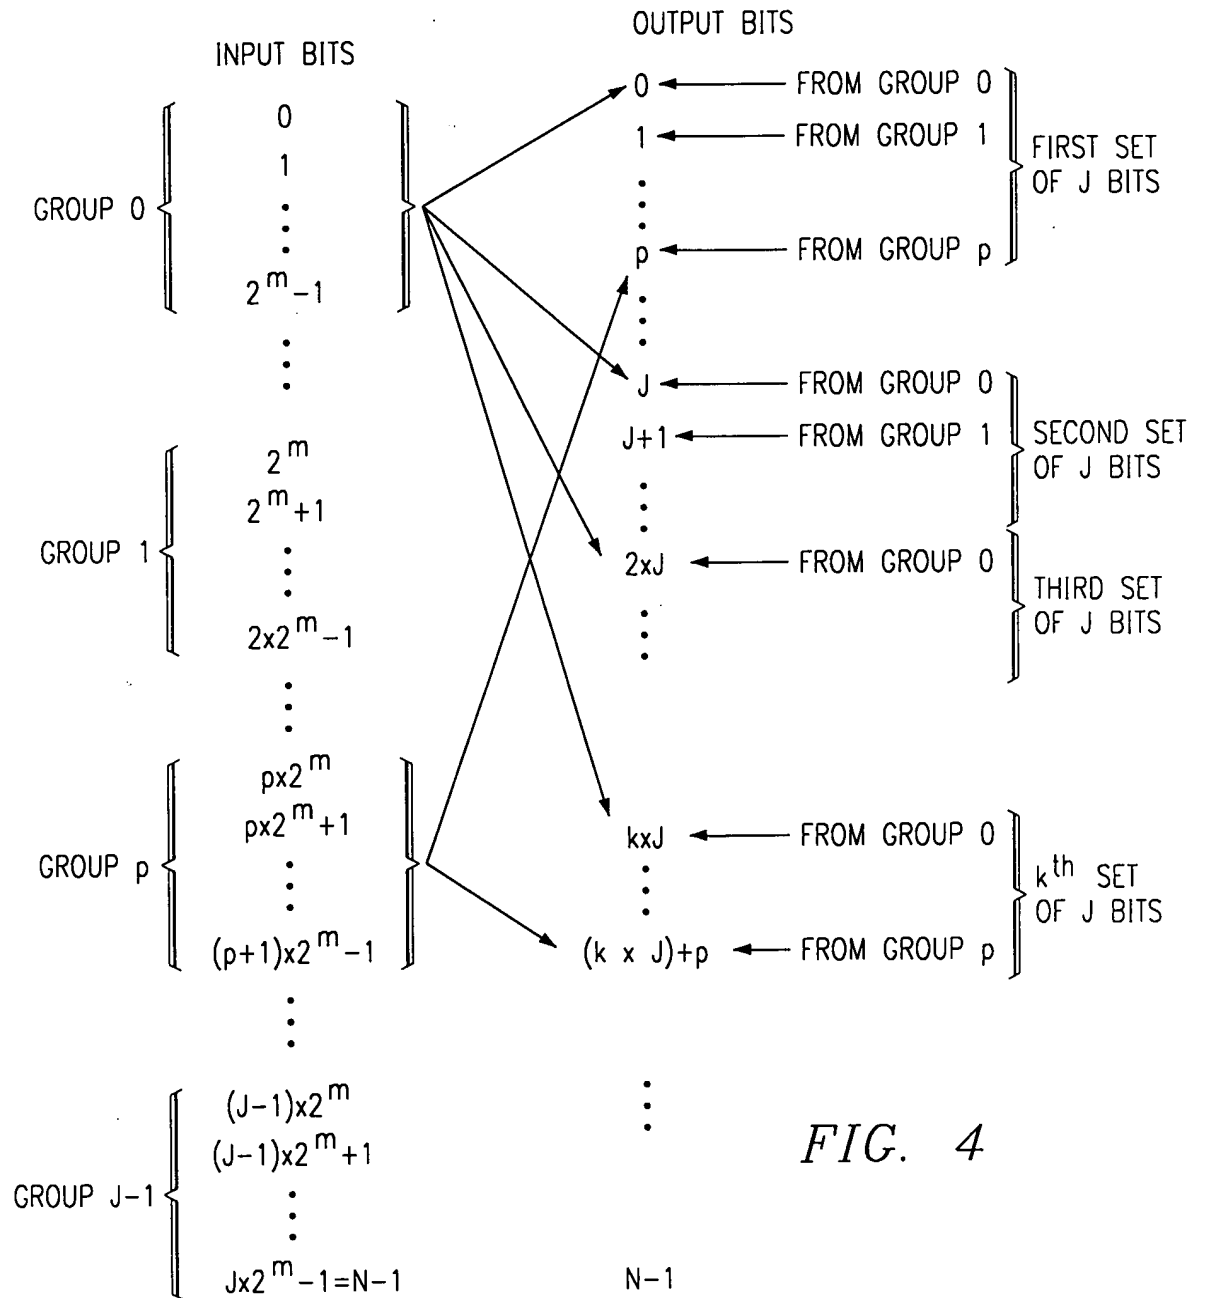 INPUT BITS
GROUP 0
0
1
2^m-1
GROUP 1
2^m
2^m+1
2x2^m-1
GROUP p
px2^m
px2^m+1
(p+1)x2^m-1
GROUP J-1
(J-1)x2^m
(J-1)x2^m+1
Jx2^m-1=N-1
OUTPUT BITS
0
FROM GROUP 0
1
FROM GROUP 1
p
FROM GROUP p
FIRST SET
OF J BITS
J
FROM GROUP 0
J+1
FROM GROUP 1
SECOND SET
OF J BITS
2xJ
FROM GROUP 0
THIRD SET
OF J BITS
kxJ
FROM GROUP 0
(k x J)+p
FROM GROUP p
k^th SET
OF J BITS
N-1
FIG. 4